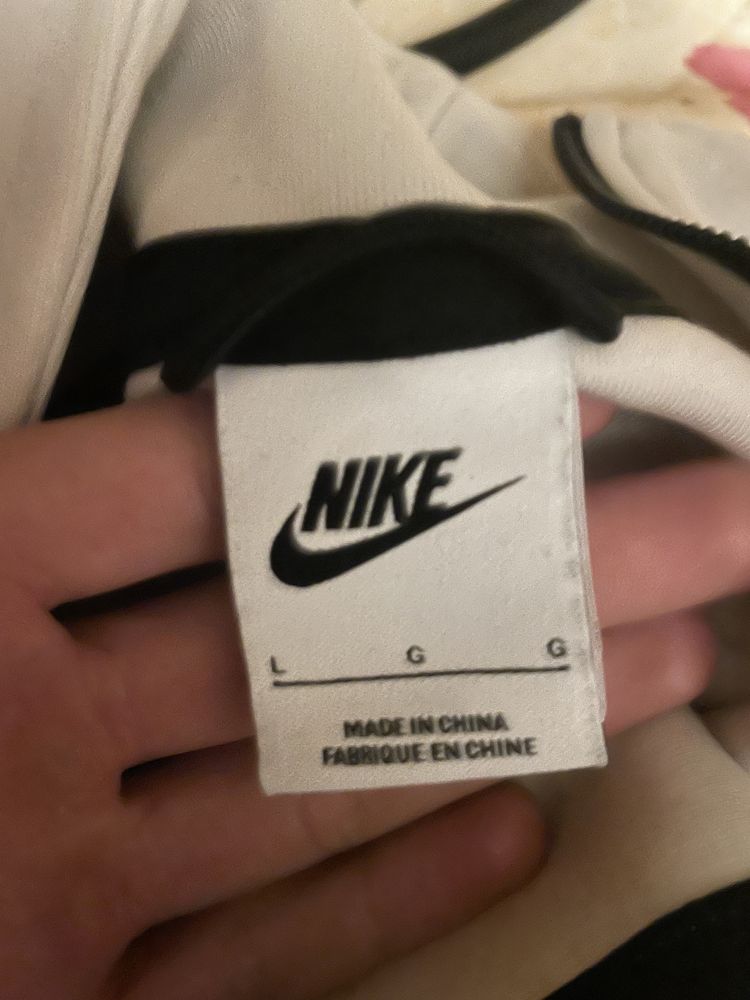 NIKE
L G G
MADE IN CHINA
FABRIQUE EN CHINE